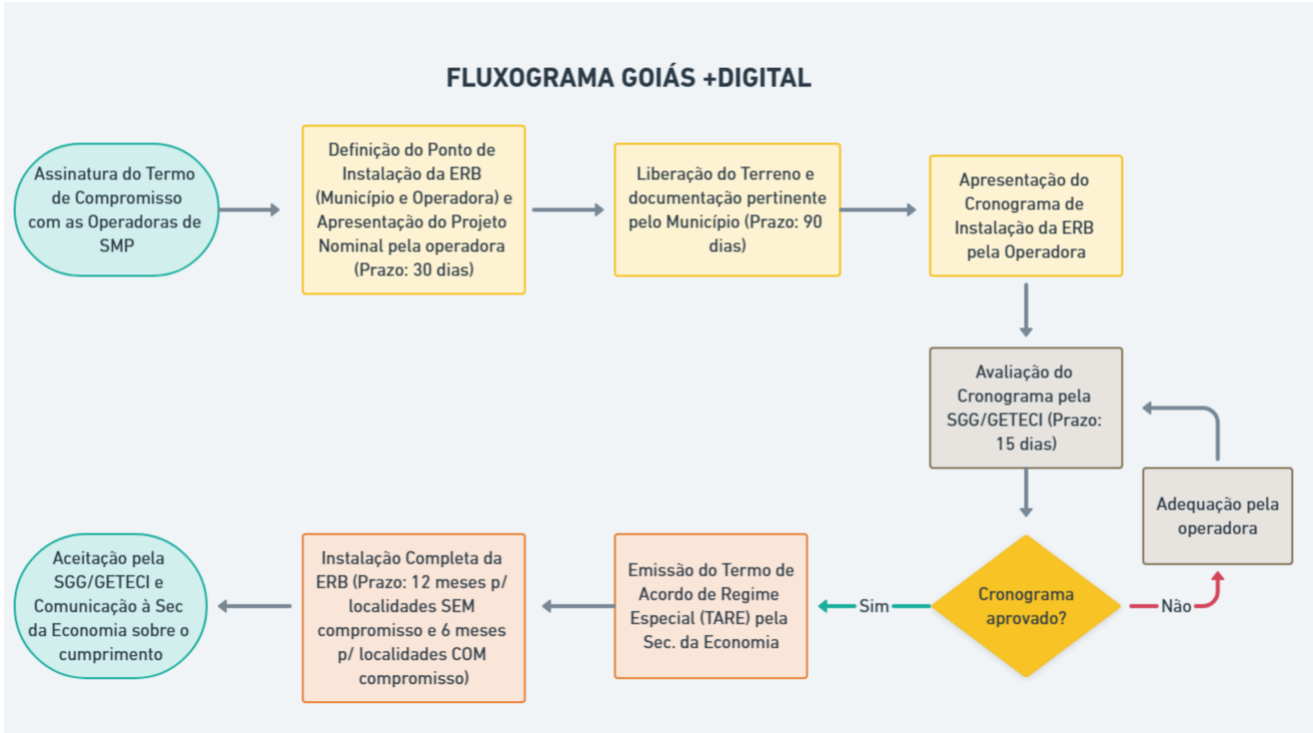 FLUXOGRAMA GOIÁS +DIGITAL
Assinatura do Termo
de Compromisso
com as Operadoras de
SMP
Definição do Ponto de
Instalação da ERB
(Município e Operadora) e
Apresentação do Projeto
Nominal pela operadora
(Prazo: 30 dias)
Liberação do Terreno e
documentação pertinente
pelo Município (Prazo: 90
dias)
Apresentação do
Cronograma de
Instalação da ERB
pela Operadora
Avaliação do
Cronograma pela
SGG/GETECI (Prazo:
15 dias)
Adequação pela
operadora
Cronograma
aprovado?
Não
Sim
Emissão do Termo de
Acordo de Regime
Especial (TARE) pela
Sec. da Economia
Instalação Completa da
ERB (Prazo: 12 meses p/
localidades SEM
compromisso e 6 meses
p/ localidades COM
compromisso)
Aceitação pela
SGG/GETECI e
Comunicação à Sec
da Economia sobre o
cumprimento